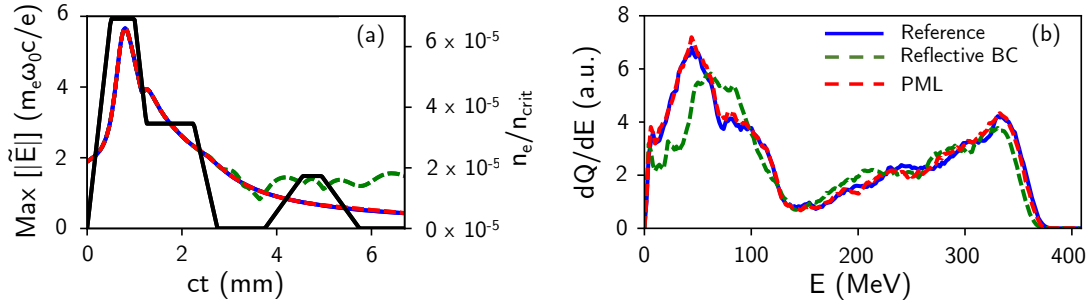 6
4
2
0
Max [|Ẽ|] (mₑω₀c/e)
(a)
6 x 10⁻⁵
4 x 10⁻⁵
2 x 10⁻⁵
0 x 10⁻⁵
nₑ/n_crit
0 2 4 6
ct (mm)
8
6
4
2
0
dQ/dE (a.u.)
Reference
Reflective BC
PML
(b)
0 100 200 300 400
E (MeV)